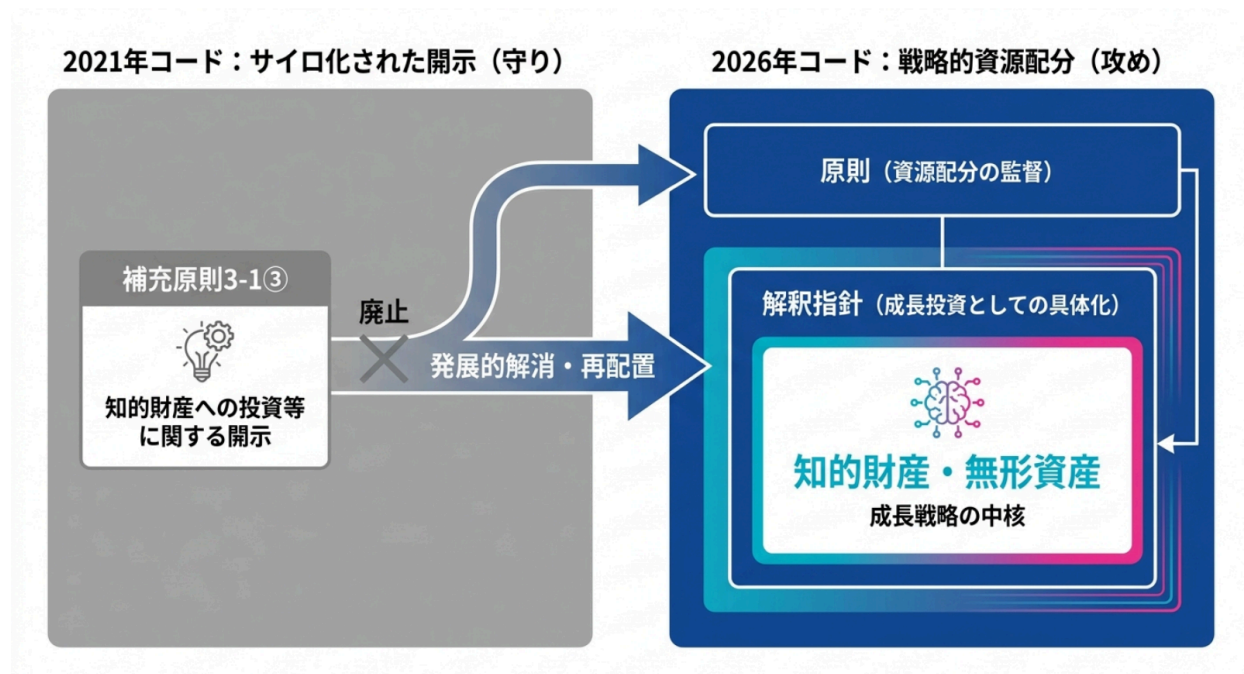 2021年コード：サイロ化された開示（守り）
補充原則3-1③
知的財産への投資等
に関する開示
廃止
発展的解消・再配置
2026年コード：戦略的資源配分（攻め）
原則（資源配分の監督）
解釈指針（成長投資としての具体化）
知的財産・無形資産
成長戦略の中核